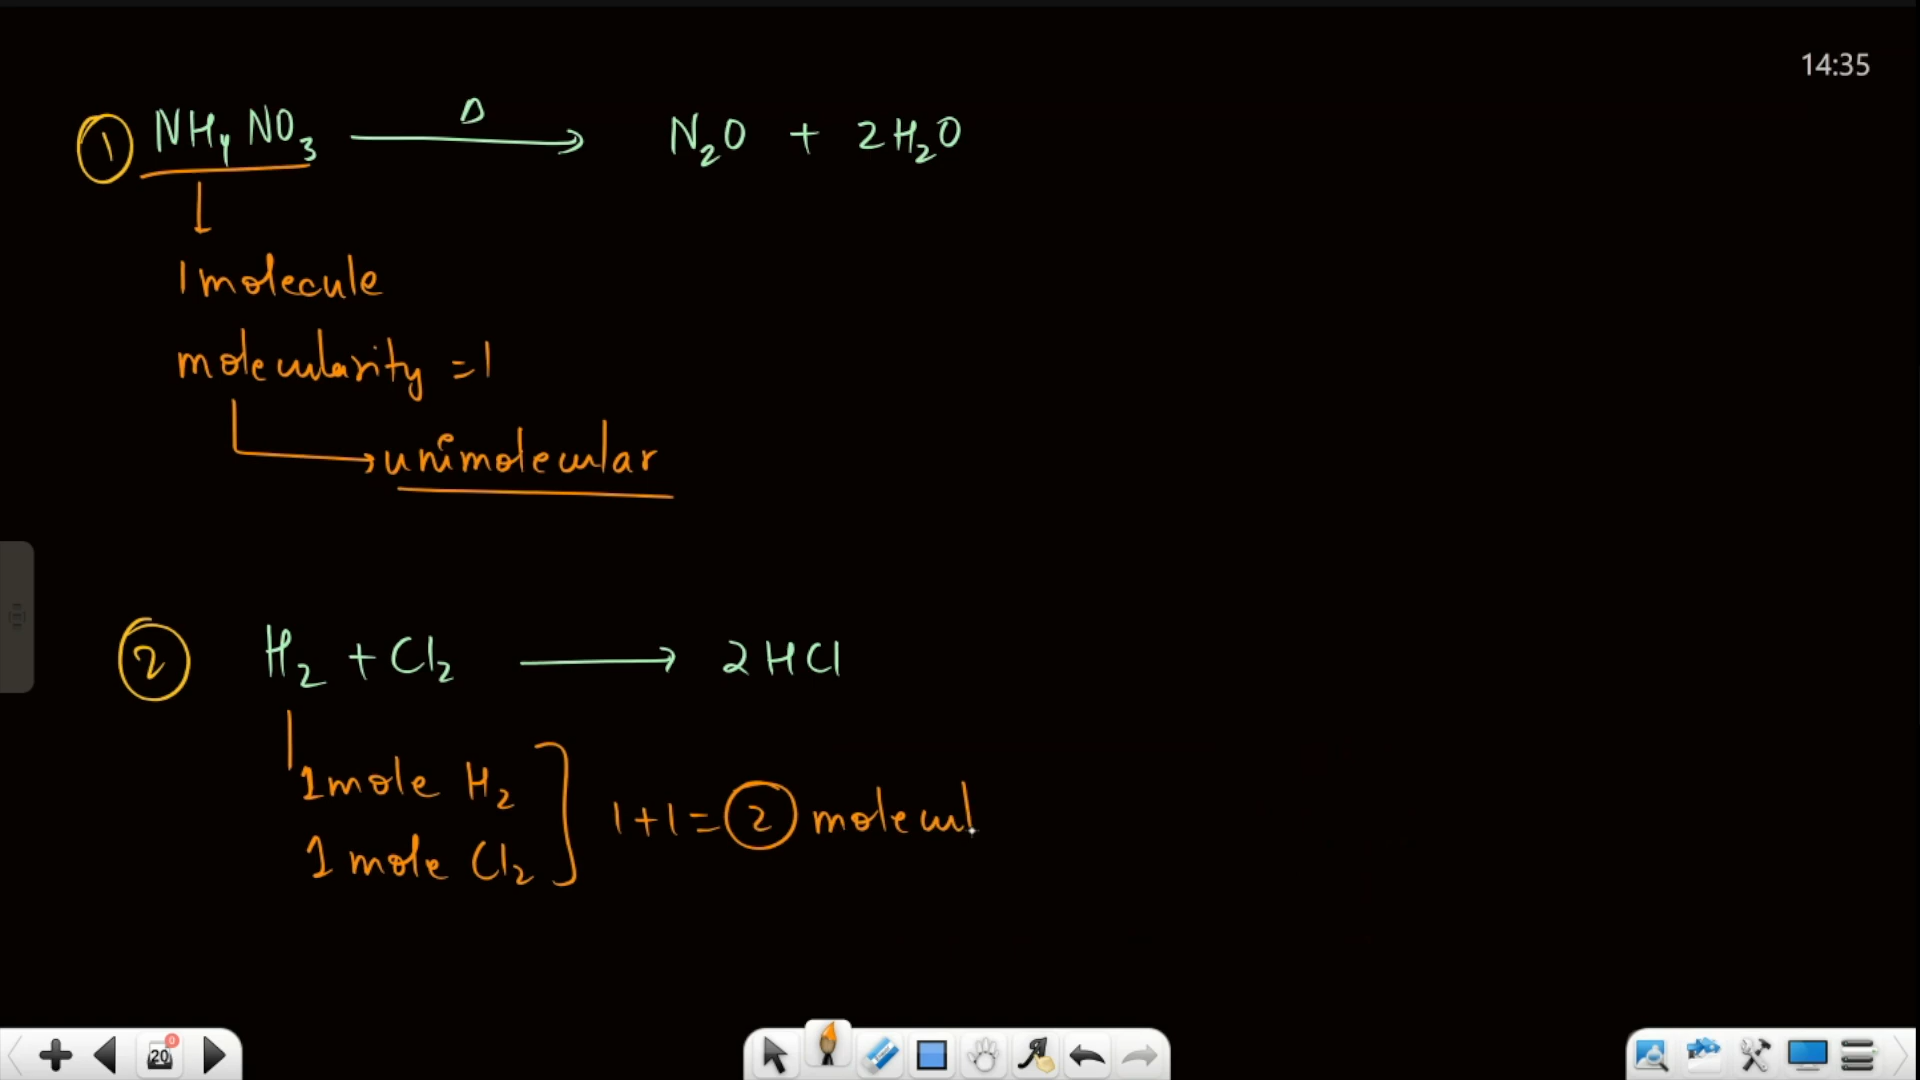 14:35
① NH₄NO₃ —Δ→ N₂O + 2H₂O
↓
1 molecule
molecularity = 1
→ unimolecular
② H₂ + Cl₂ → 2HCl
1 mole H₂
1 + 1 = ② molecul
1 mole Cl₂
20
0